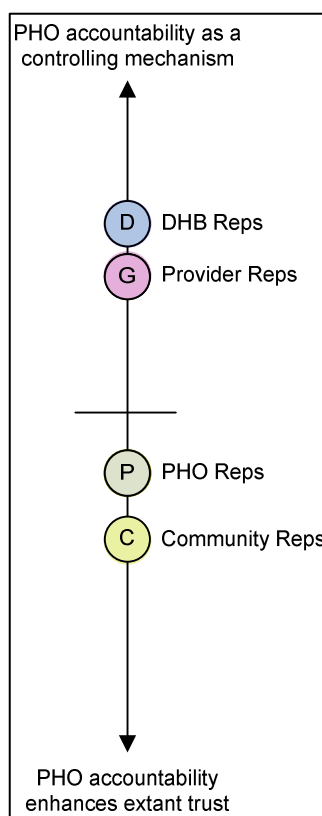 PHO accountability as a
controlling mechanism
D DHB Reps
G Provider Reps
P PHO Reps
C Community Reps
PHO accountability
enhances extant trust